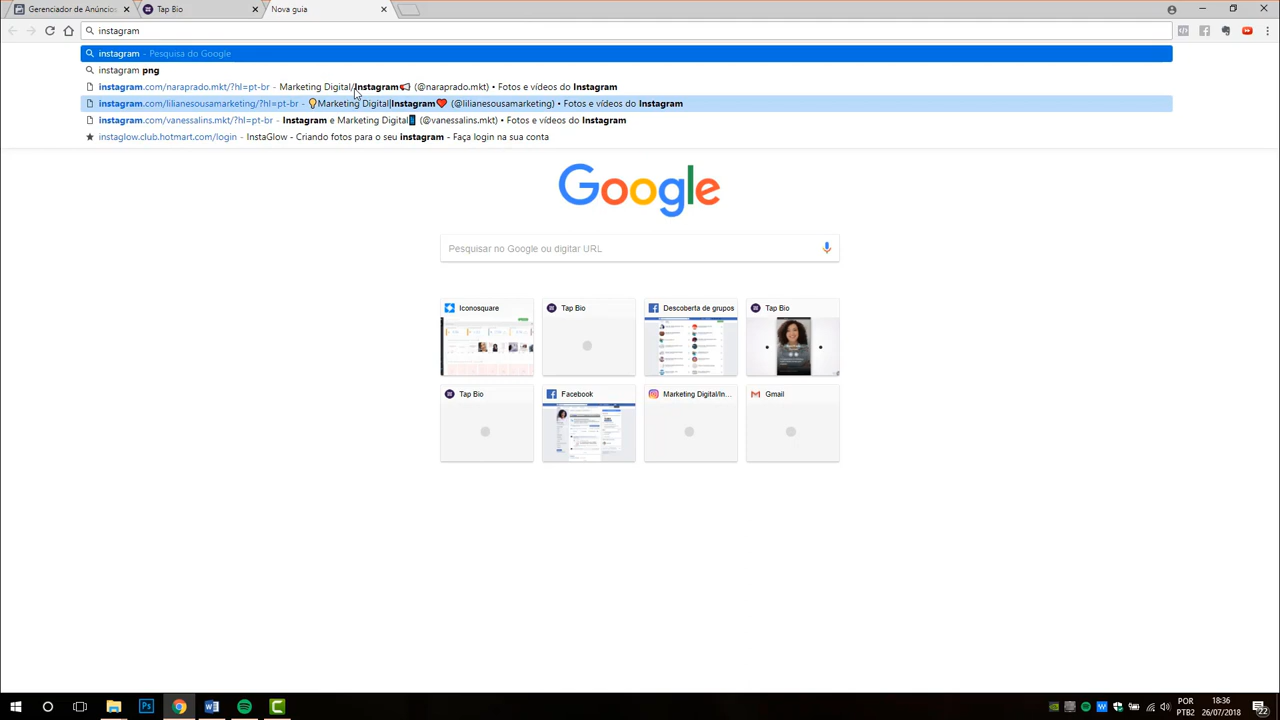 Gerenciador de Anúncios
Tap Bio
Nova guia
instagram
instagram - Pesquisa do Google
instagram png
instagram.com/naraprado.mkt/?hl=pt-br - Marketing Digital/Instagram📢 (@naraprado.mkt) • Fotos e vídeos do Instagram
instagram.com/lilianesousamarketing/?hl=pt-br - 💡Marketing Digital|Instagram❤️ (@lilianesousamarketing) • Fotos e vídeos do Instagram
instagram.com/vanessalins.mkt/?hl=pt-br - Instagram e Marketing Digital📱 (@vanessalins.mkt) • Fotos e vídeos do Instagram
instaglow.club.hotmart.com/login - InstaGlow - Criando fotos para o seu instagram - Faça login na sua conta
Google
Pesquisar no Google ou digitar URL
Iconosquare
Tap Bio
Descoberta de grupos
Tap Bio
Tap Bio
Facebook
Marketing Digital/In...
Gmail
POR
PTB2
18:36
26/07/2018
22